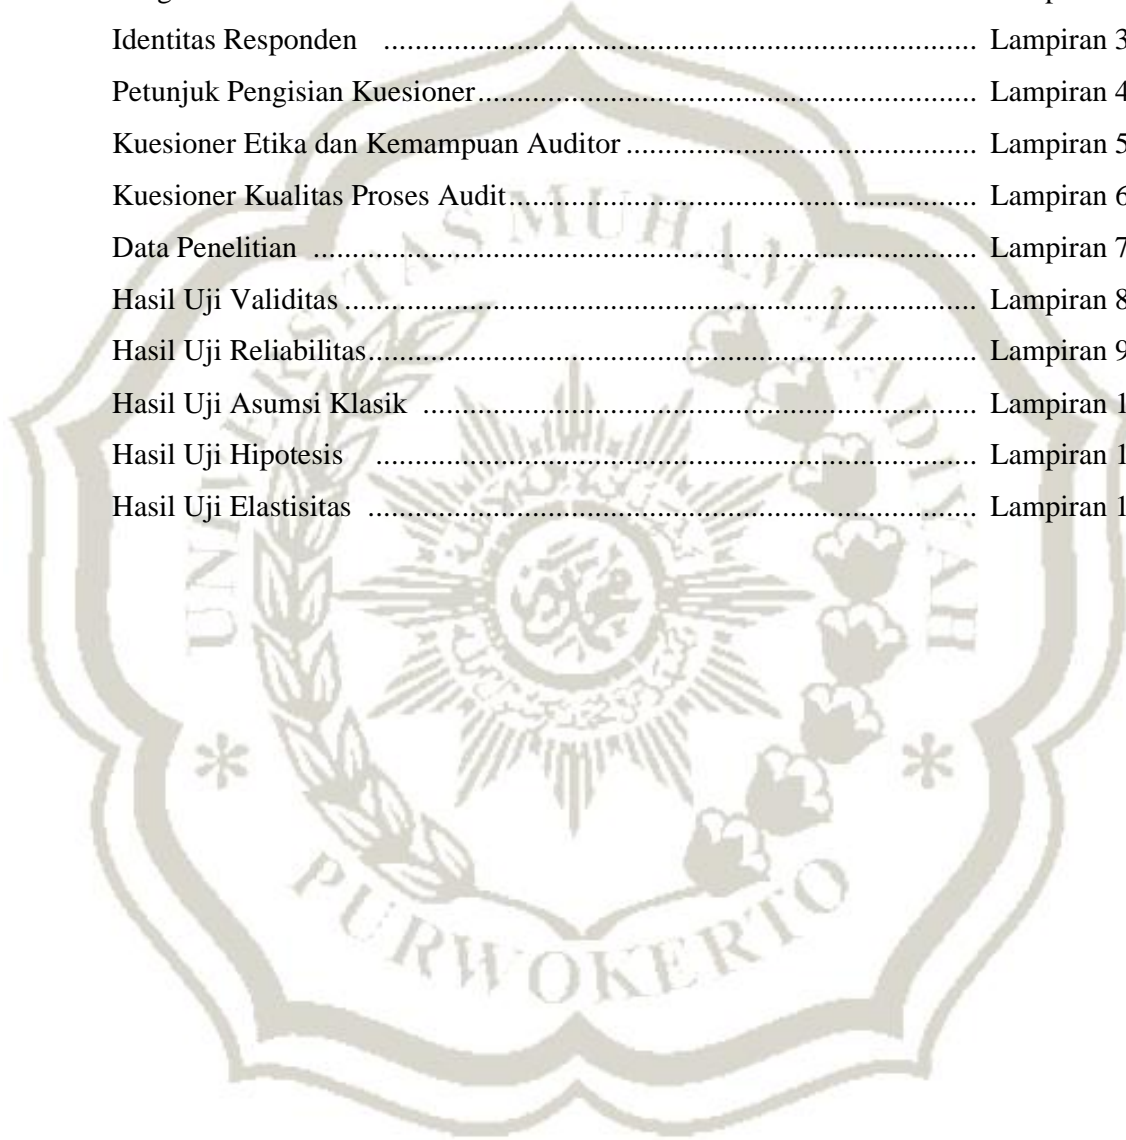 Identitas Responden ........................................................................... Lampiran 3
Petunjuk Pengisian Kuesioner ............................................................... Lampiran 4
Kuesioner Etika dan Kemampuan Auditor ............................................. Lampiran 5
Kuesioner Kualitas Proses Audit ........................................................... Lampiran 6
Data Penelitian .................................................................................... Lampiran 7
Hasil Uji Validitas ................................................................................ Lampiran 8
Hasil Uji Reliabilitas ............................................................................. Lampiran 9
Hasil Uji Asumsi Klasik ...................................................................... Lampiran 1
Hasil Uji Hipotesis ............................................................................ Lampiran 1
Hasil Uji Elastisitas ............................................................................. Lampiran 1
UNIVERSITAS MUHAMMADIYAH
PURWOKERTO